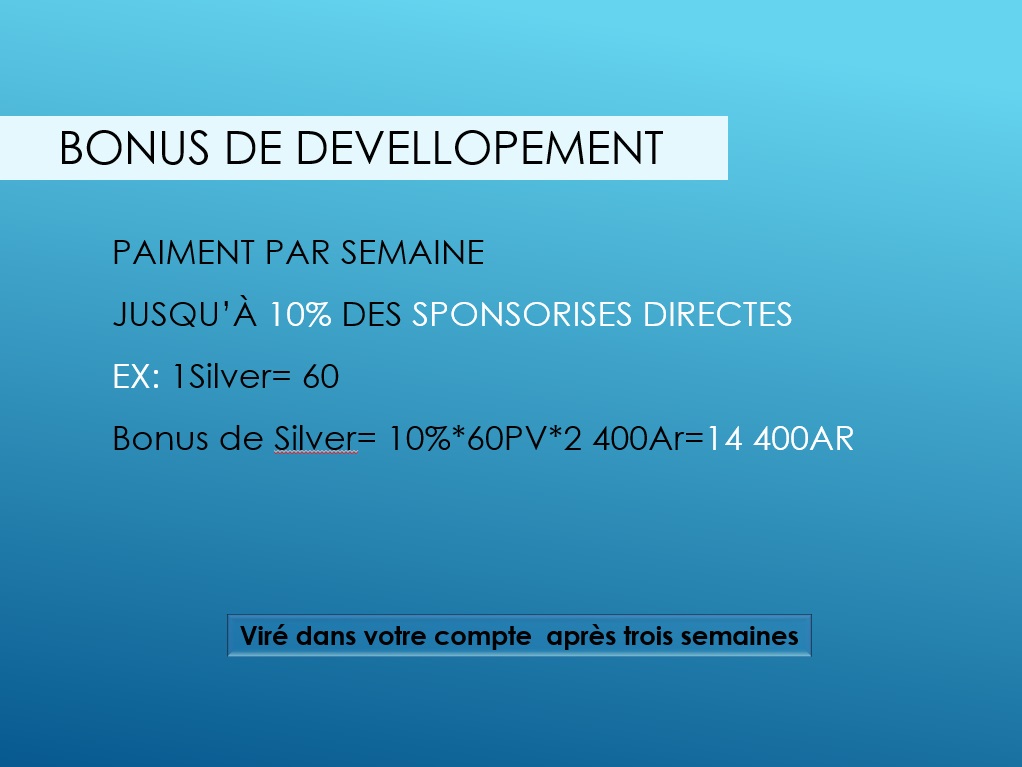 BONUS DE DEVELLOPEMENT
PAIMENT PAR SEMAINE
JUSQU’À 10% DES SPONSORISES DIRECTES
EX: 1Silver= 60
Bonus de Silver= 10%*60PV*2 400Ar=14 400AR
Viré dans votre compte  après trois semaines